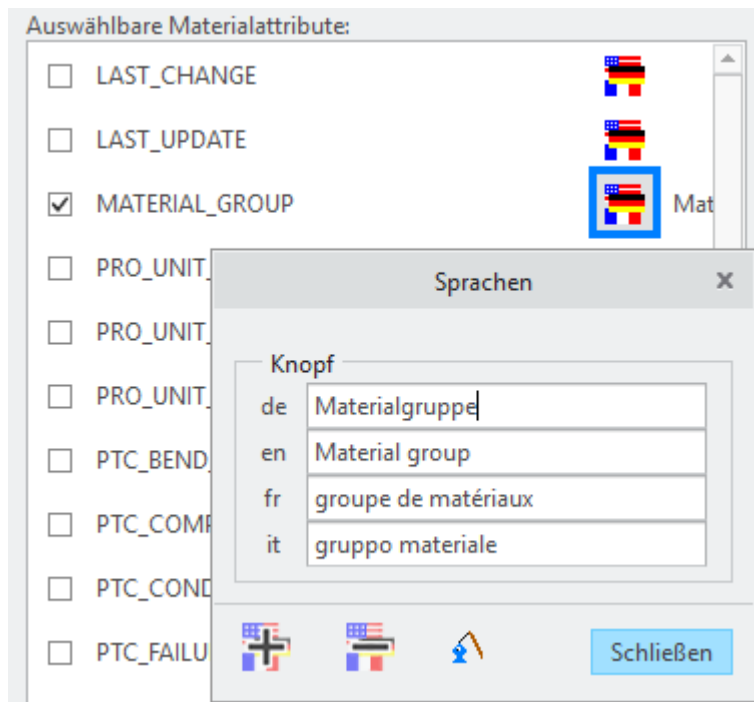 Auswählbare Materialattribute:
LAST_CHANGE
LAST_UPDATE
MATERIAL_GROUP
Mat
PRO_UNIT_
Sprachen
PRO_UNIT_
Knopf
PRO_UNIT_
de Materialgruppe
PTC_BEND_
en Material group
fr groupe de matériaux
PTC_COMP
it gruppo materiale
PTC_COND
PTC_FAILU
Schließen